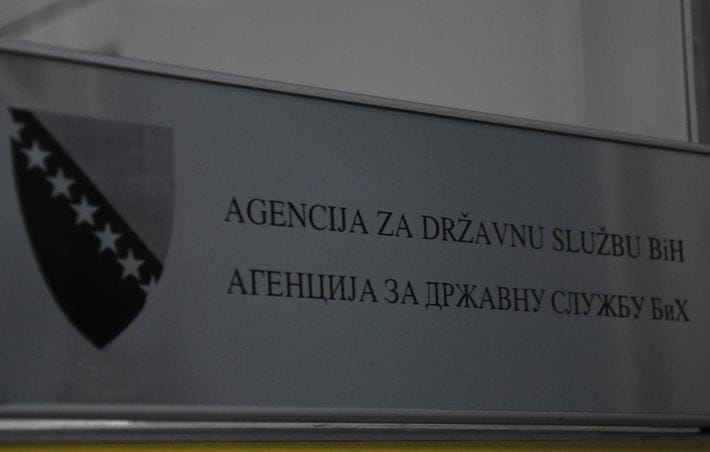 AGENCIJA ZA DRŽAVNU SLUŽBU BiH
АГЕНЦИЈА ЗА ДРЖАВНУ СЛУЖБУ БиХ